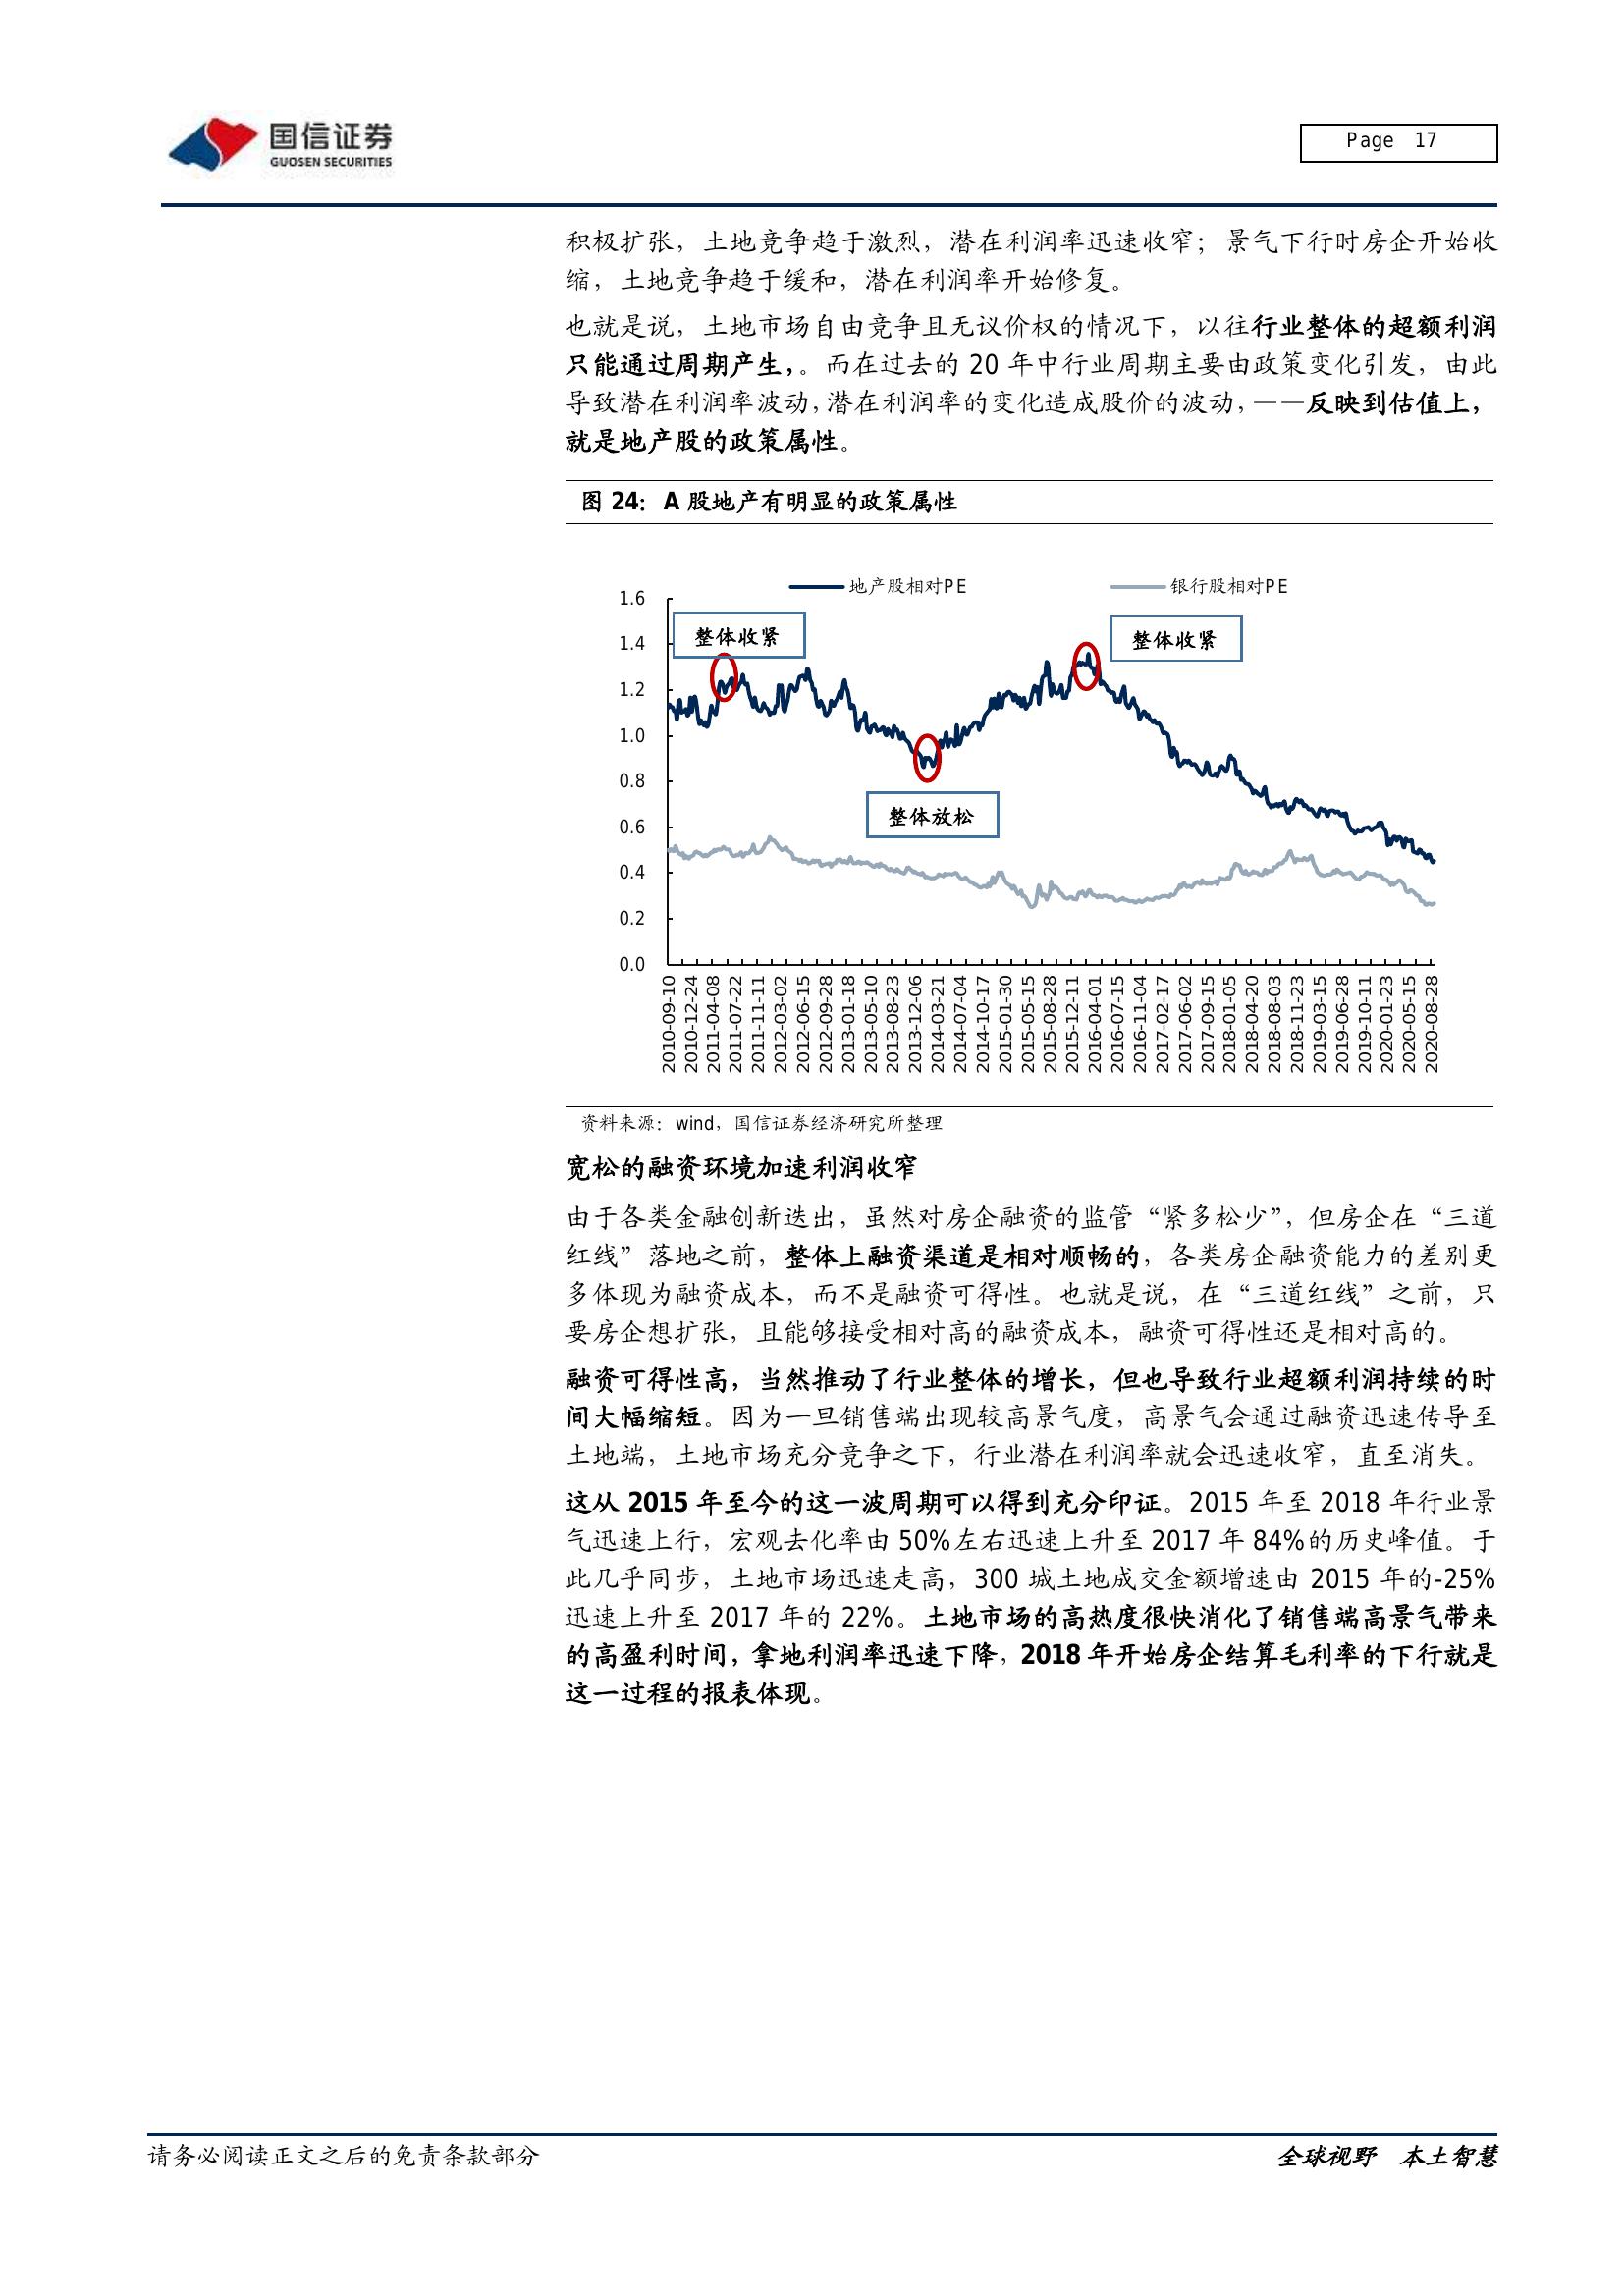 国信证券
GUOSEN SECURITIES
Page 17
积极扩张，土地竞争趋于激烈，潜在利润率迅速收窄；景气下行时房企开始收
缩，土地竞争趋于缓和，潜在利润率开始修复。
也就是说，土地市场自由竞争且无议价权的情况下，以往行业整体的超额利润
只能通过周期产生，。而在过去的 20 年中行业周期主要由政策变化引发，由此
导致潜在利润率波动，潜在利润率的变化造成股价的波动，——反映到估值上，
就是地产股的政策属性。
图 24：A 股地产有明显的政策属性
地产股相对PE
银行股相对PE
整体收紧
整体收紧
整体放松
1.6
1.4
1.2
1.0
0.8
0.6
0.4
0.2
0.0
2010-09-10
2010-12-24
2011-04-08
2011-07-22
2011-11-11
2012-03-02
2012-06-15
2012-09-28
2013-01-18
2013-05-10
2013-08-23
2013-12-06
2014-03-21
2014-07-04
2014-10-17
2015-01-30
2015-05-15
2015-08-28
2015-12-11
2016-04-01
2016-07-15
2016-11-04
2017-02-17
2017-06-02
2017-09-15
2018-01-05
2018-04-20
2018-08-03
2018-11-23
2019-03-15
2019-06-28
2019-10-11
2020-01-23
2020-05-15
2020-08-28
资料来源：wind，国信证券经济研究所整理
宽松的融资环境加速利润收窄
由于各类金融创新迭出，虽然对房企融资的监管“紧多松少”，但房企在“三道
红线”落地之前，整体上融资渠道是相对顺畅的，各类房企融资能力的差别更
多体现为融资成本，而不是融资可得性。也就是说，在“三道红线”之前，只
要房企想扩张，且能够接受相对高的融资成本，融资可得性还是相对高的。
融资可得性高，当然推动了行业整体的增长，但也导致行业超额利润持续的时
间大幅缩短。因为一旦销售端出现较高景气度，高景气会通过融资迅速传导至
土地端，土地市场充分竞争之下，行业潜在利润率就会迅速收窄，直至消失。
这从 2015 年至今的这一波周期可以得到充分印证。2015 年至 2018 年行业景
气迅速上行，宏观去化率由 50%左右迅速上升至 2017 年 84%的历史峰值。于
此几乎同步，土地市场迅速走高，300 城土地成交金额增速由 2015 年的-25%
迅速上升至 2017 年的 22%。土地市场的高热度很快消化了销售端高景气带来
的高盈利时间，拿地利润率迅速下降，2018 年开始房企结算毛利率的下行就是
这一过程的报表体现。
请务必阅读正文之后的免责条款部分
全球视野 本土智慧